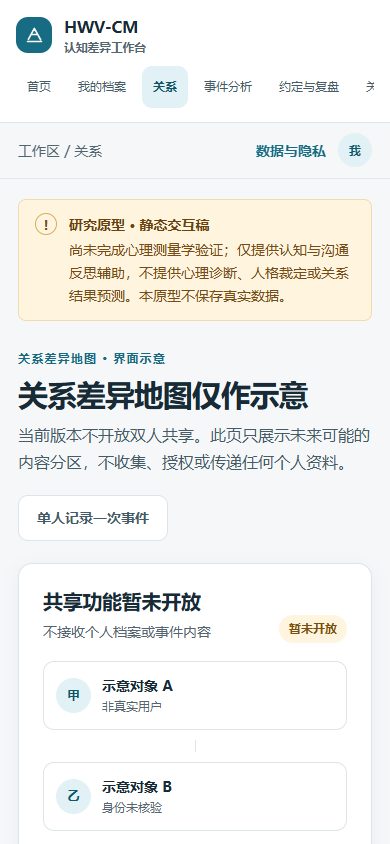 HWV-CM
认知差异工作台
首页 我的档案 关系 事件分析 约定与复盘
工作区 / 关系 数据与隐私 我
!
研究原型 • 静态交互稿
尚未完成心理测量学验证；仅提供认知与沟通
反思辅助，不提供心理诊断、人格裁定或关系
结果预测。本原型不保存真实数据。
关系差异地图 • 界面示意
关系差异地图仅作示意
当前版本不开放双人共享。此页只展示未来可能的
内容分区，不收集、授权或传递任何个人资料。
单人记录一次事件
共享功能暂未开放
不接收个人档案或事件内容 暂未开放
甲 示意对象 A
非真实用户
乙 示意对象 B
身份未核验